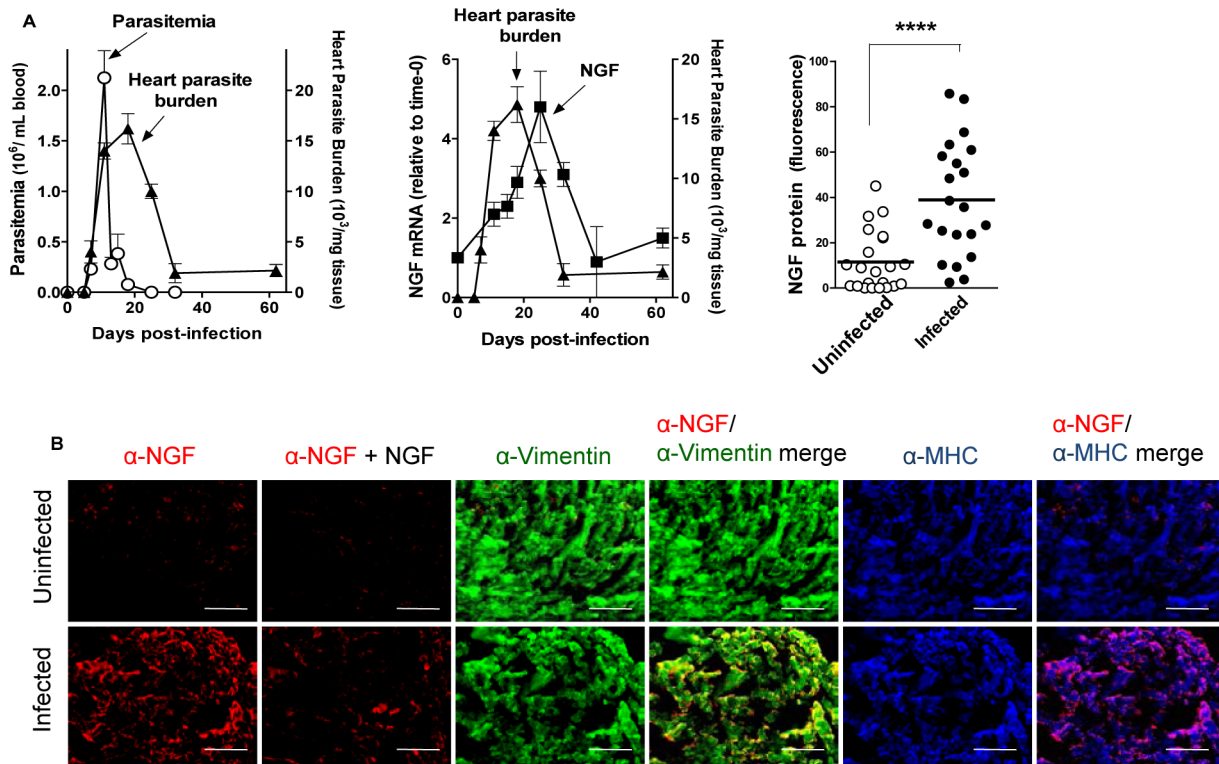 A
Parasitemia
Heart parasite
burden
Parasitemia (10⁶/ mL blood)
2.0
1.5
1.0
0.5
0.0
Heart Parasite Burden (10³/mg tissue)
20
15
10
5
0
0 20 40 60
Days post-infection
Heart parasite
burden
NGF
NGF mRNA (relative to time-0)
6
4
2
0
Heart Parasite Burden (10³/mg tissue)
20
15
10
5
0
0 20 40 60
Days post-infection
****
NGF protein (fluorescence)
100
80
60
40
20
0
Uninfected
Infected
B
α-NGF
α-NGF + NGF
α-Vimentin
α-NGF/
α-Vimentin merge
α-MHC
α-NGF/
α-MHC merge
Uninfected
Infected